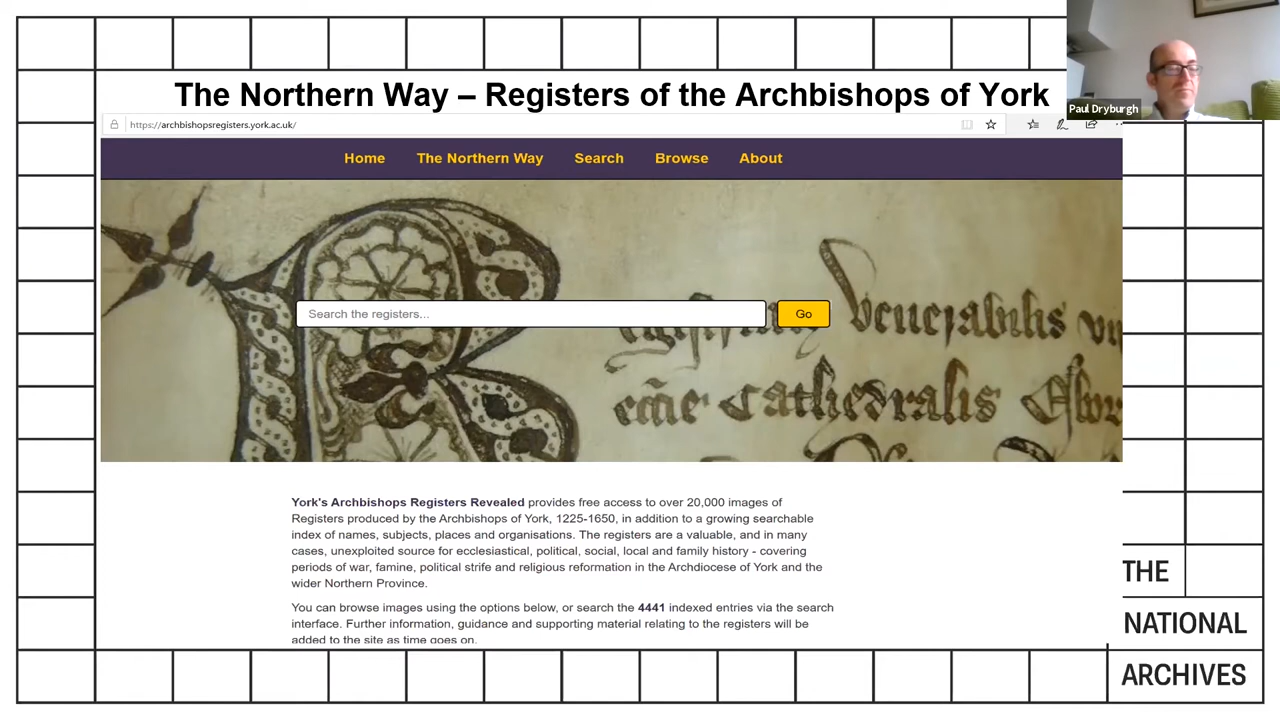 The Northern Way – Registers of the Archbishops of York
Paul Dryburgh
https://archbishopsregisters.york.ac.uk/
Home The Northern Way Search Browse About
Search the registers... Go
venerabilis
Cathedralis
York's Archbishops Registers Revealed provides free access to over 20,000 images of
Registers produced by the Archbishops of York, 1225-1650, in addition to a growing searchable
index of names, subjects, places and organisations. The registers are a valuable, and in many
cases, unexploited source for ecclesiastical, political, social, local and family history - covering
periods of war, famine, political strife and religious reformation in the Archdiocese of York and the
wider Northern Province.
You can browse images using the options below, or search the 4441 indexed entries via the search
interface. Further information, guidance and supporting material relating to the registers will be
added to the site as time goes on.
THE
NATIONAL
ARCHIVES